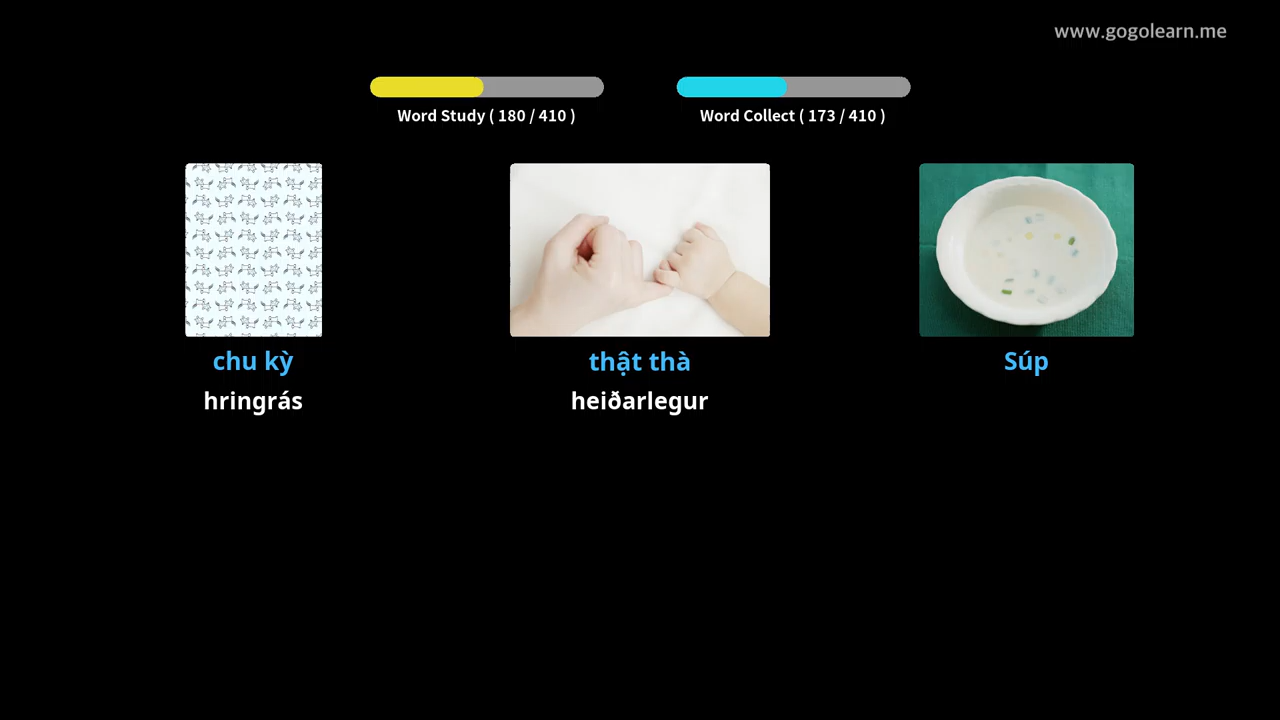 www.gogolearn.me
Word Study ( 180 / 410 )
Word Collect ( 173 / 410 )
chu kỳ
hringrás
thật thà
heiðarlegur
Súp